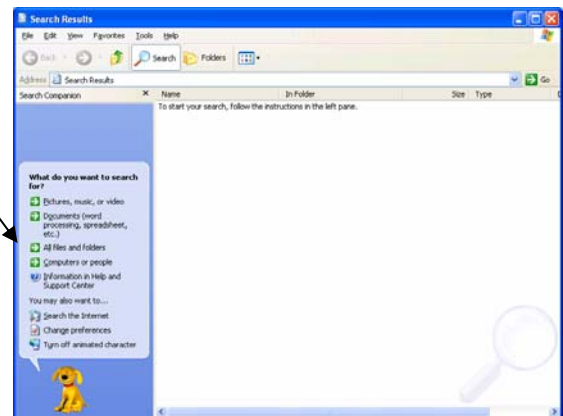 Search Results
File Edit View Favorites Tools Help
Back Search Folders
Address Search Results Go
Search Companion Name In Folder Size Type
To start your search, follow the instructions in the left pane.
What do you want to search
for?
Pictures, music, or video
Documents (word
processing, spreadsheet,
etc.)
All files and folders
Computers or people
Information in Help and
Support Center
You may also want to...
Search the Internet
Change preferences
Turn off animated character